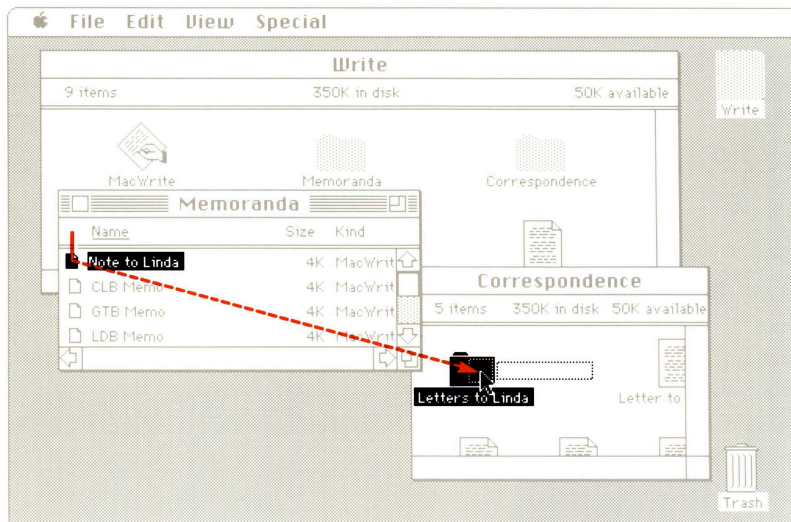 File Edit View Special
Write
9 items 350K in disk 50K available
Write
MacWrite Memoranda Correspondence
Memoranda
Name Size Kind
Note to Linda 4K MacWrit
CLB Memo 4K MacWrit
GTB Memo 4K MacWrit
LDB Memo 4K MacWrit
Correspondence
5 items 350K in disk 50K available
Letters to Linda Letter to
Trash